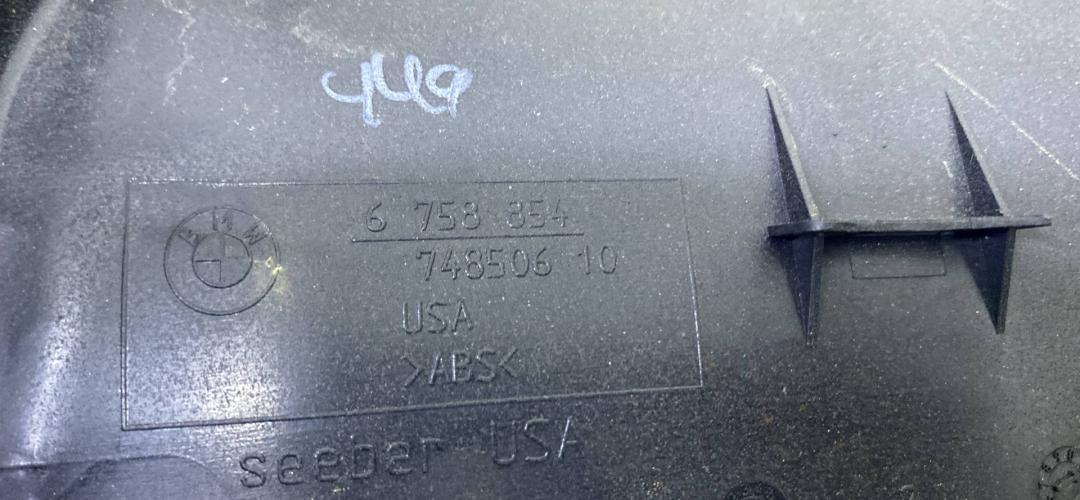 449
BMW
6 758 854
748506 10
USA
>ABS<
seeber USA